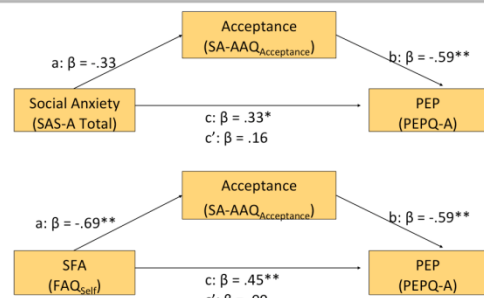 Acceptance
(SA-AAQAcceptance)
a: β = -.33
b: β = -.59**
Social Anxiety
(SAS-A Total)
c: β = .33*
c’: β = .16
PEP
(PEPQ-A)
Acceptance
(SA-AAQAcceptance)
a: β = -.69**
b: β = -.59**
SFA
(FAQSelf)
c: β = .45**
PEP
(PEPQ-A)